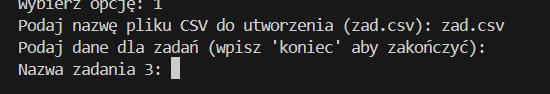 Wybierz opcję: 1
Podaj nazwę pliku CSV do utworzenia (zad.csv): zad.csv
Podaj dane dla zadań (wpisz 'koniec' aby zakończyć):
Nazwa zadania 3: